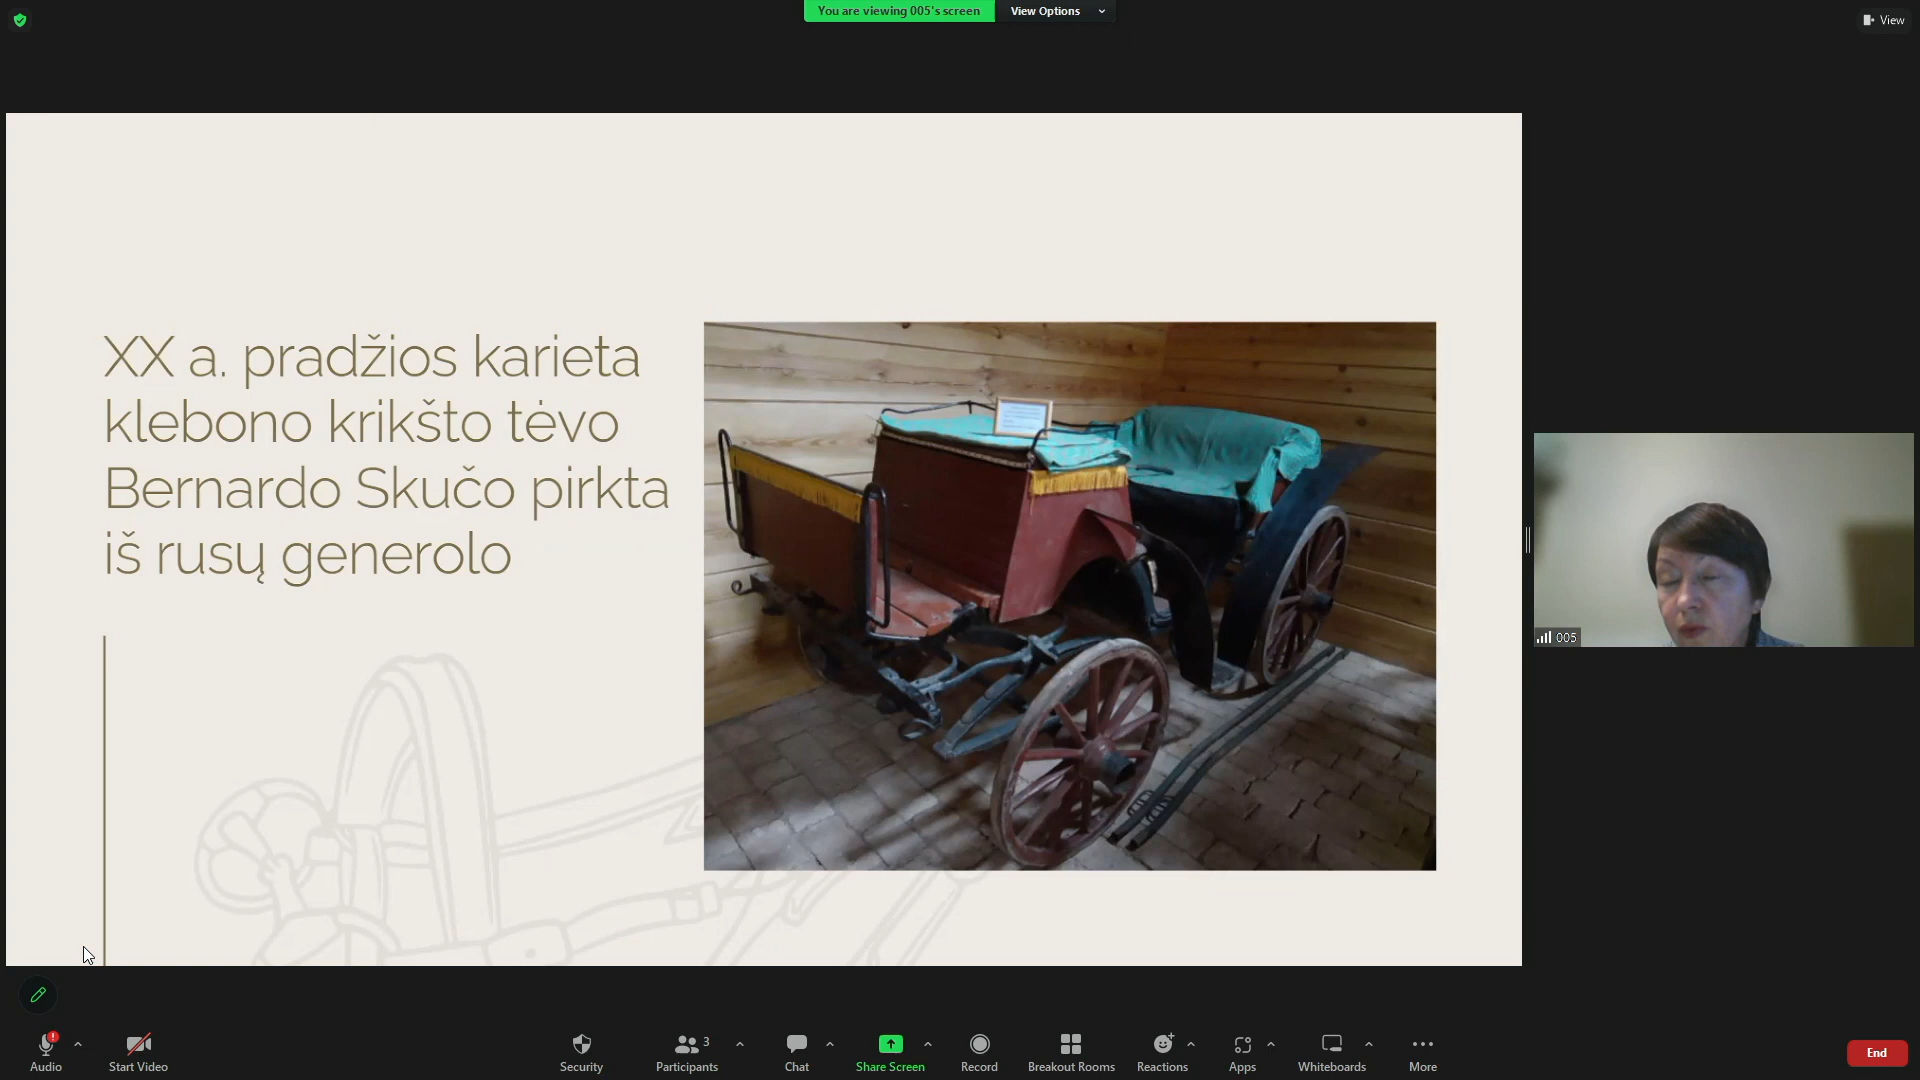 You are viewing 005's screen
View Options
View
XX a. pradžios karieta
klebono krikšto tėvo
Bernardo Skučo pirkta
iš rusų generolo
005
Audio
Start Video
Security
3
Participants
Chat
Share Screen
Record
Breakout Rooms
Reactions
Apps
Whiteboards
More
End